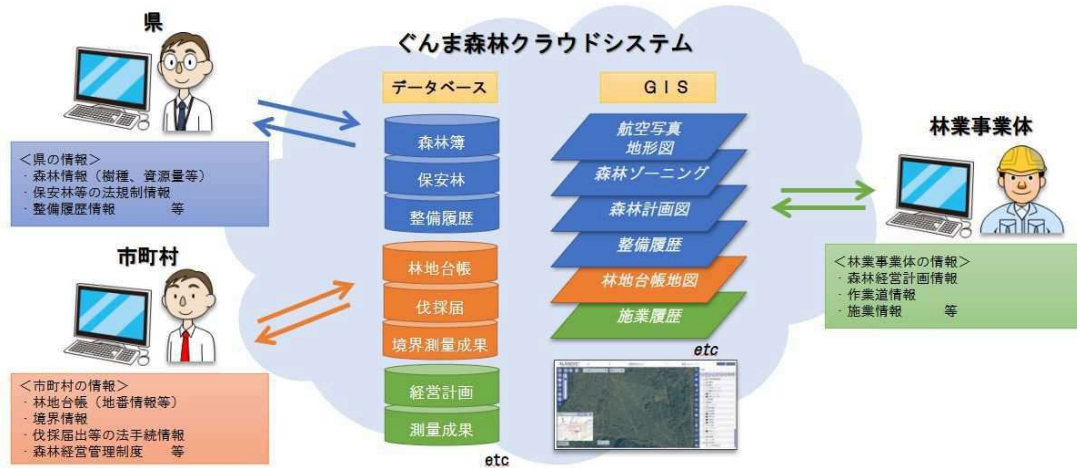 県
ぐんま森林クラウドシステム
データベース
GIS
森林簿
保安林
整備履歴
林地台帳
伐採届
境界測量成果
経営計画
測量成果
etc
航空写真
地形図
森林ゾーニング
森林計画図
整備履歴
林地台帳地図
施業履歴
etc
<県の情報>
・森林情報（樹種、資源量等）
・保安林等の法規制情報
・整備履歴情報　　等
市町村
<市町村の情報>
・林地台帳（地番情報等）
・境界情報
・伐採届出等の法手続情報
・森林経営管理制度　　等
林業事業体
<林業事業体の情報>
・森林経営計画情報
・作業道情報
・施業情報　　等